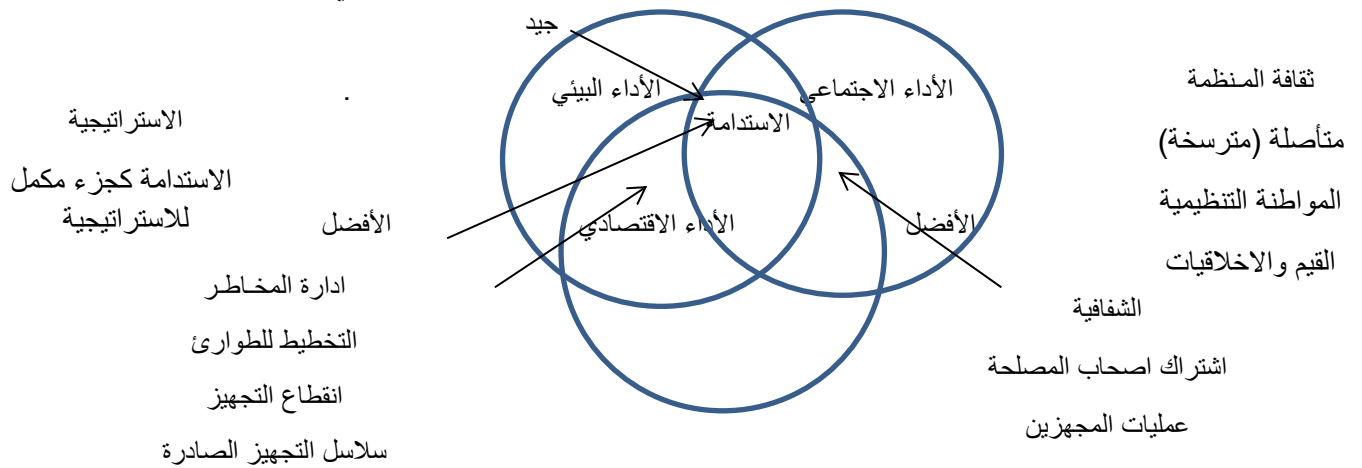 جيد
الأداء البيئي
الأداء الاجتماعي
الاستدامة
الأداء الاقتصادي
الأفضل
ثقافة المنظمة
متأصلة (مترسخة)
المواطنة التنظيمية
القيم والاخلاقيات
الشفافية
اشتراك اصحاب المصلحة
عمليات المجهزين
.
الاستراتيجية
الاستدامة كجزء مكمل
للاستراتيجية
الأفضل
ادارة المخاطر
التخطيط للطوارئ
انقطاع التجهيز
سلاسل التجهيز الصادرة